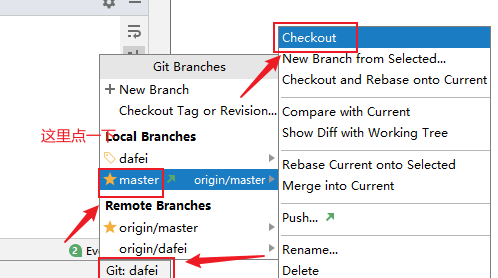 Git Branches
+ New Branch
Checkout Tag or Revision...
这里点一下
Local Branches
dafei
master origin/master
Remote Branches
origin/master
origin/dafei
2 Eve
Git: dafei
Checkout
New Branch from Selected...
Checkout and Rebase onto Current
Compare with Current
Show Diff with Working Tree
Rebase Current onto Selected
Merge into Current
Push...
Rename...
Delete